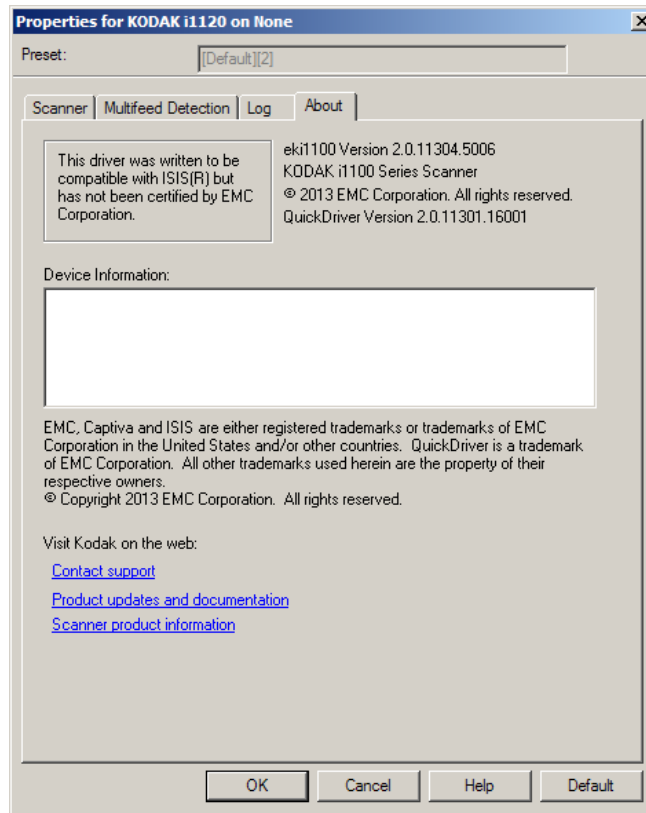 Properties for KODAK i1120 on None
Preset:
[Default][2]
Scanner
Multifeed Detection
Log
About
This driver was written to be
compatible with ISIS(R) but
has not been certified by EMC
Corporation.
eki1100 Version 2.0.11304.5006
KODAK i1100 Series Scanner
© 2013 EMC Corporation. All rights reserved.
QuickDriver Version 2.0.11301.16001
Device Information:
EMC, Captiva and ISIS are either registered trademarks or trademarks of EMC
Corporation in the United States and/or other countries. QuickDriver is a trademark
of EMC Corporation. All other trademarks used herein are the property of their
respective owners.
© Copyright 2013 EMC Corporation. All rights reserved.
Visit Kodak on the web:
Contact support
Product updates and documentation
Scanner product information
OK
Cancel
Help
Default